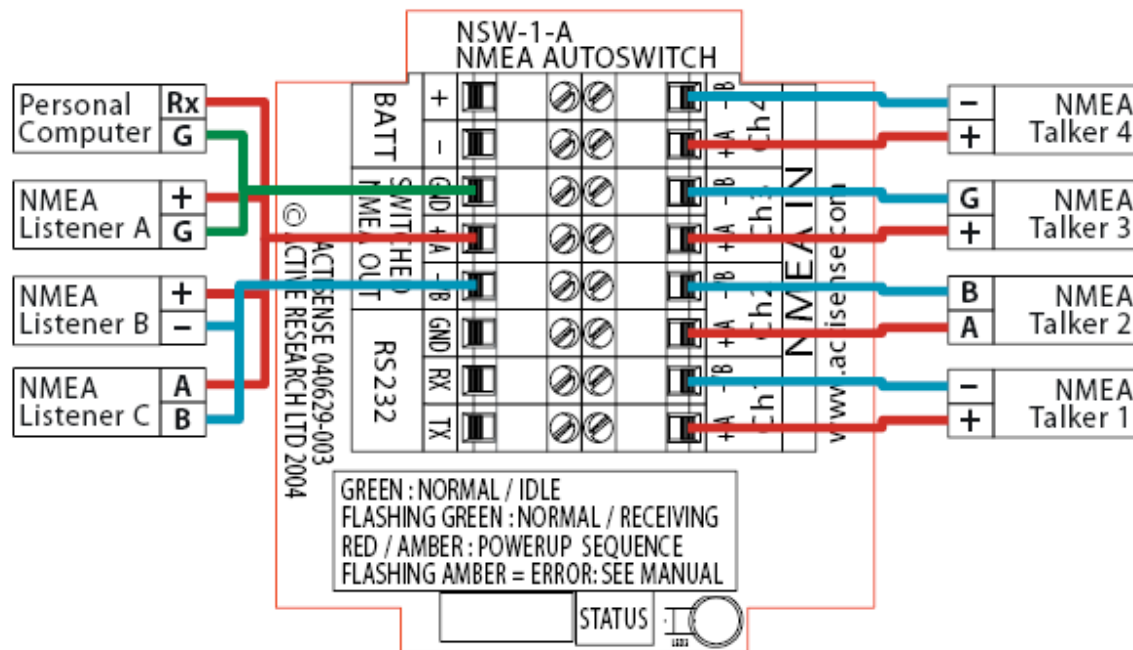 NSW-1-A
NMEA AUTOSWITCH
Personal
Computer
Rx
G
NMEA
Listener A
+
G
NMEA
Listener B
+
-
NMEA
Listener C
A
B
BATT
+
-
SWITCHED
NMEA OUT
GND
+A
-/B
RS232
GND
RX
TX
ACTISENSE 040629-003
© ACTIVE RESEARCH LTD 2004
-/B
+A
Ch4
-/B
+A
Ch3
-/B
+A
Ch2
-/B
+A
Ch1
NMEA IN
www.actisense.com
-
+
NMEA
Talker 4
G
+
NMEA
Talker 3
B
A
NMEA
Talker 2
-
+
NMEA
Talker 1
GREEN : NORMAL / IDLE
FLASHING GREEN : NORMAL / RECEIVING
RED / AMBER : POWERUP SEQUENCE
FLASHING AMBER = ERROR: SEE MANUAL
STATUS